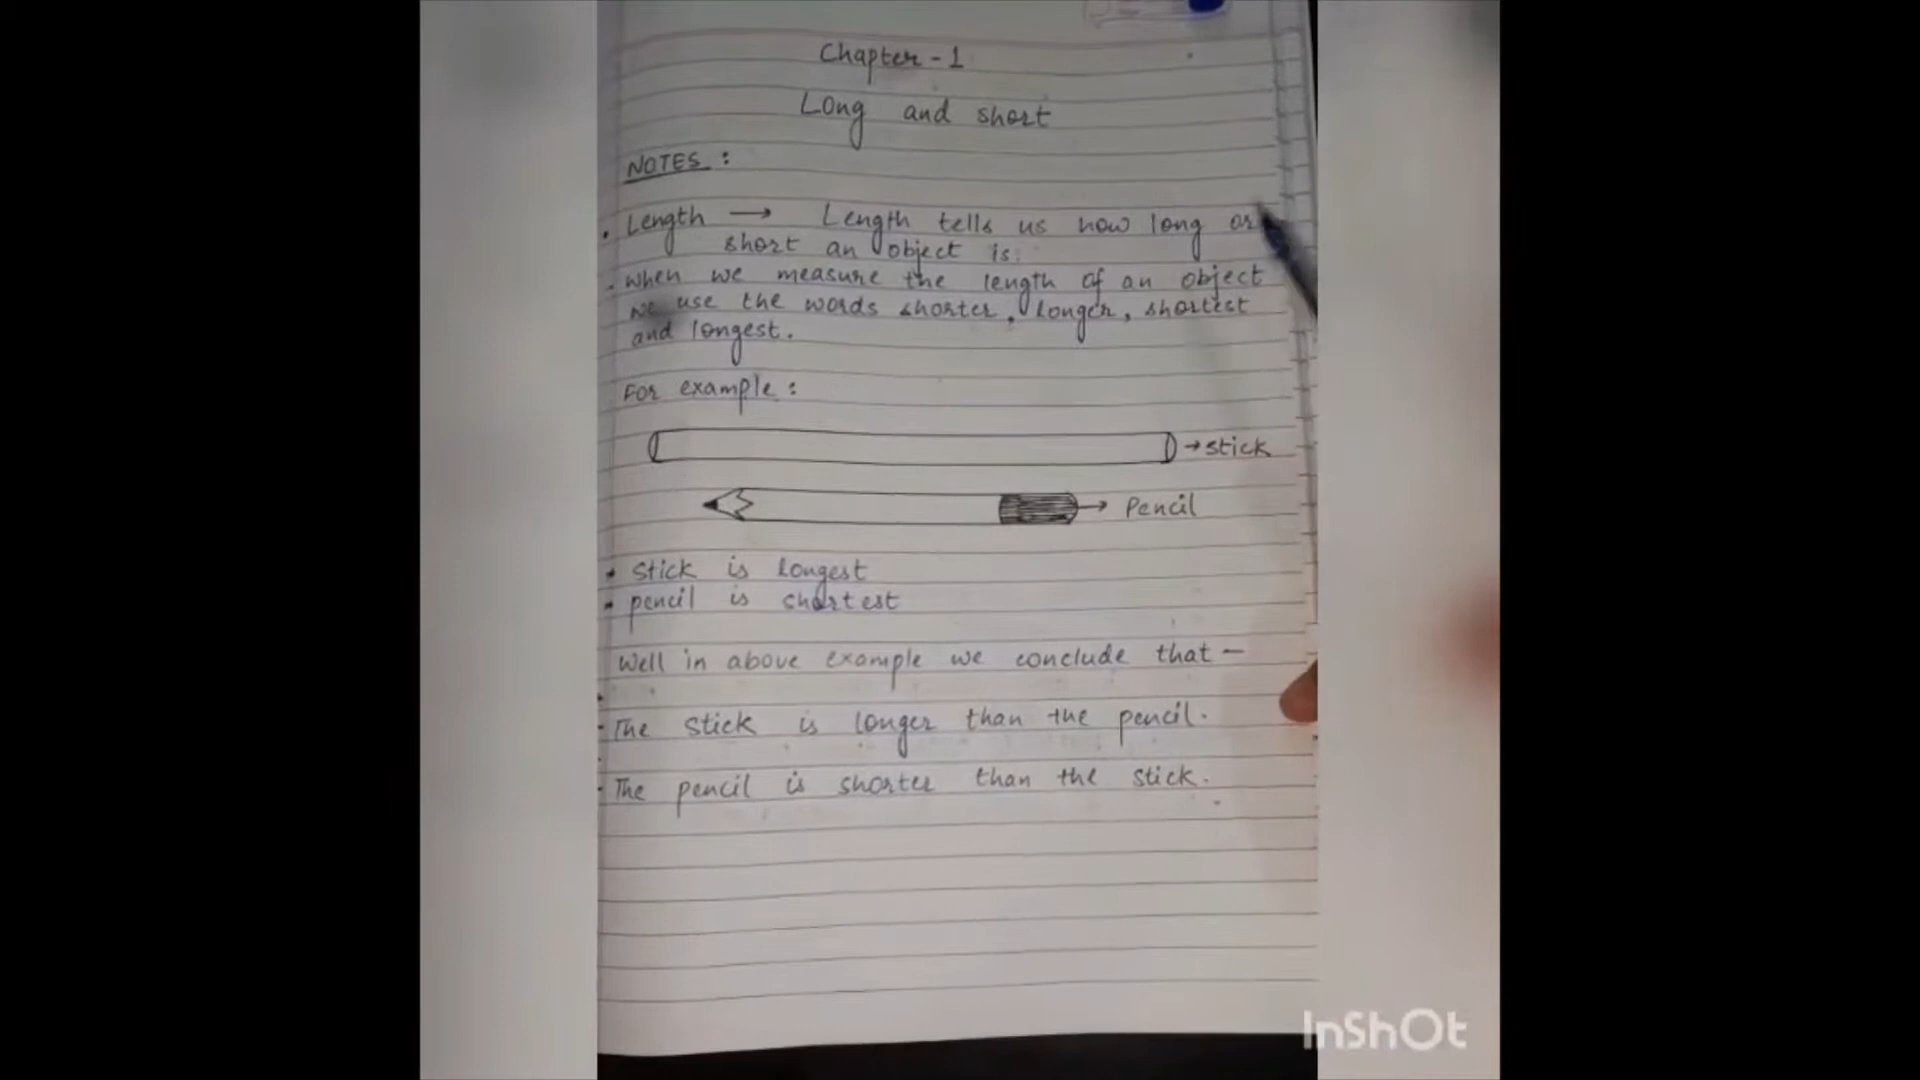 Chapter - 1
Long and short
NOTES :
. Length → Length tells us how long or
short an object is.
. when we measure the length of an object
we use the words shorter, longer, shortest
and longest.
For example :
→ stick
→ Pencil
• stick is longest
• pencil is shortest
Well in above example we conclude that —
. The stick is longer than the pencil.
. The pencil is shorter than the stick.
InShOt